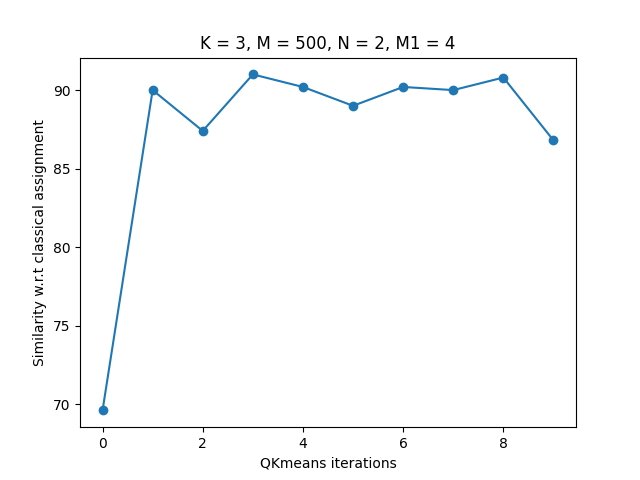 K = 3, M = 500, N = 2, M1 = 4
90
85
80
75
70
Similarity w.r.t classical assignment
0 2 4 6 8
QKmeans iterations